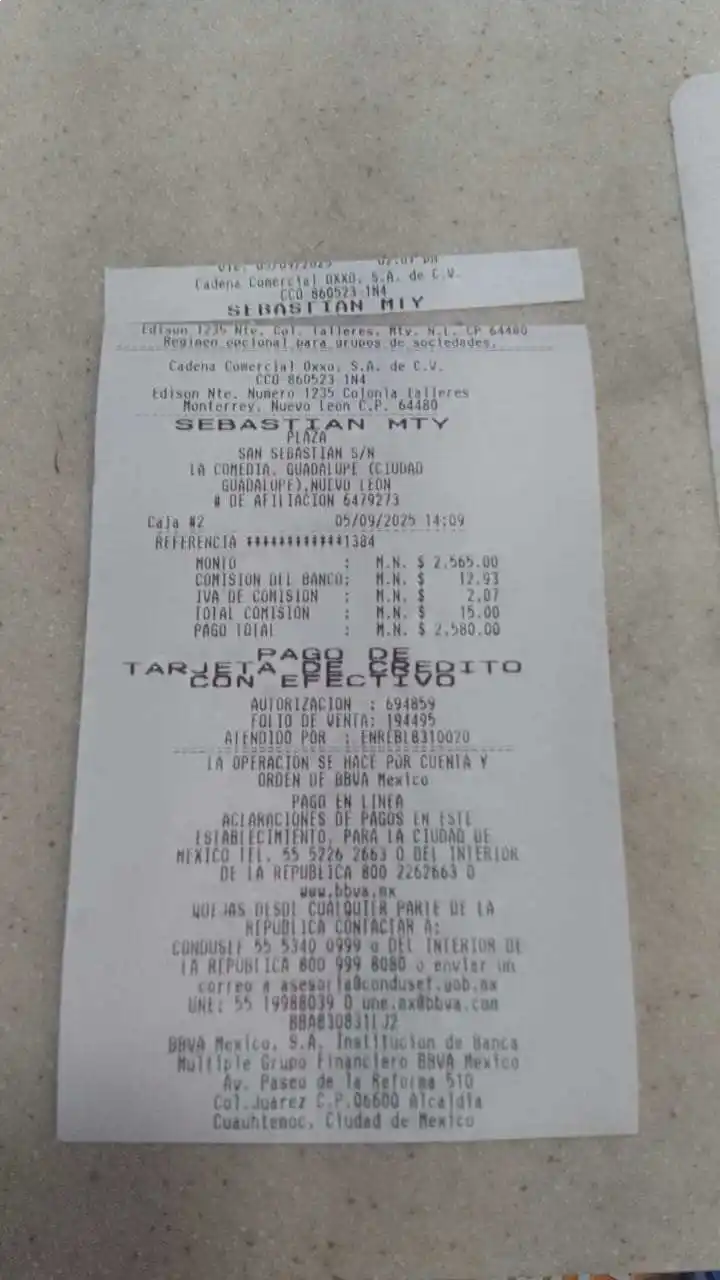 05/09/2025 02:07 PM
Cadena Comercial OXXO, S.A. de C.V.
CCO 860523 1N4
SEBASTIAN MTY
Edison 1235 Nte. Col. Talleres, Mty. N.L. CP 64480
Regimen opcional para grupos de sociedades.
Cadena Comercial Oxxo, S.A. de C.V.
CCO 860523 1N4
Edison Nte. Numero 1235 Colonia Talleres
Monterrey, Nuevo Leon C.P. 64480
SEBASTIAN MTY
PLAZA
SAN SEBASTIAN S/N
LA COMEDIA, GUADALUPE (CIUDAD
GUADALUPE),NUEVO LEON
# DE AFILIACION 6479273
Caja #2 05/09/2025 14:09
REFERENCIA ************1384
MONTO : M.N. $ 2,565.00
COMISION DEL BANCO: M.N. $ 12.93
IVA DE COMISION : M.N. $ 2.07
TOTAL COMISION : M.N. $ 15.00
PAGO TOTAL : M.N. $ 2,580.00
PAGO DE
TARJETA DE CREDITO
CON EFECTIVO
AUTORIZACION : 694859
FOLIO DE VENTA: 194495
ATENDIDO POR :
LA OPERACION SE HACE POR CUENTA Y
ORDEN DE BBVA Mexico
PAGO EN LINEA
ACLARACIONES DE PAGOS EN ESTE
ESTABLECIMIENTO, PARA LA CIUDAD DE
MEXICO TEL. 55 5226 2663 O DEL INTERIOR
DE LA REPUBLICA 800 2262663 O
www.bbva.mx
QUEJAS DESDE CUALQUIER PARTE DE LA
REPUBLICA CONTACTAR A:
CONDUSEF 55 5340 0999 o DEL INTERIOR DE
LA REPUBLICA 800 999 8080 o enviar un
correo a asesoria@condusef.gob.mx
UNE: 55 19988039 O une.mx@bbva.com
BBA830831LJ2
BBVA Mexico, S.A. Institucion de Banca
Multiple Grupo Financiero BBVA Mexico
Av. Paseo de la Reforma 510
Col.Juarez C.P.06600 Alcaldia
Cuauhtemoc, Ciudad de Mexico